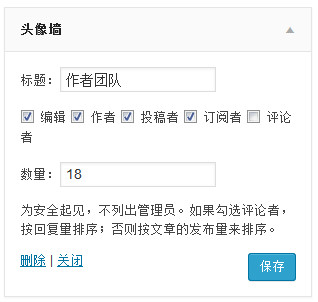 头像墙
标题：作者团队
编辑 作者 投稿者 订阅者 评论
者
数量：18
为安全起见，不列出管理员。如果勾选评论者，
按回复量排序；否则按文章的发布量来排序。
删除 | 关闭 保存